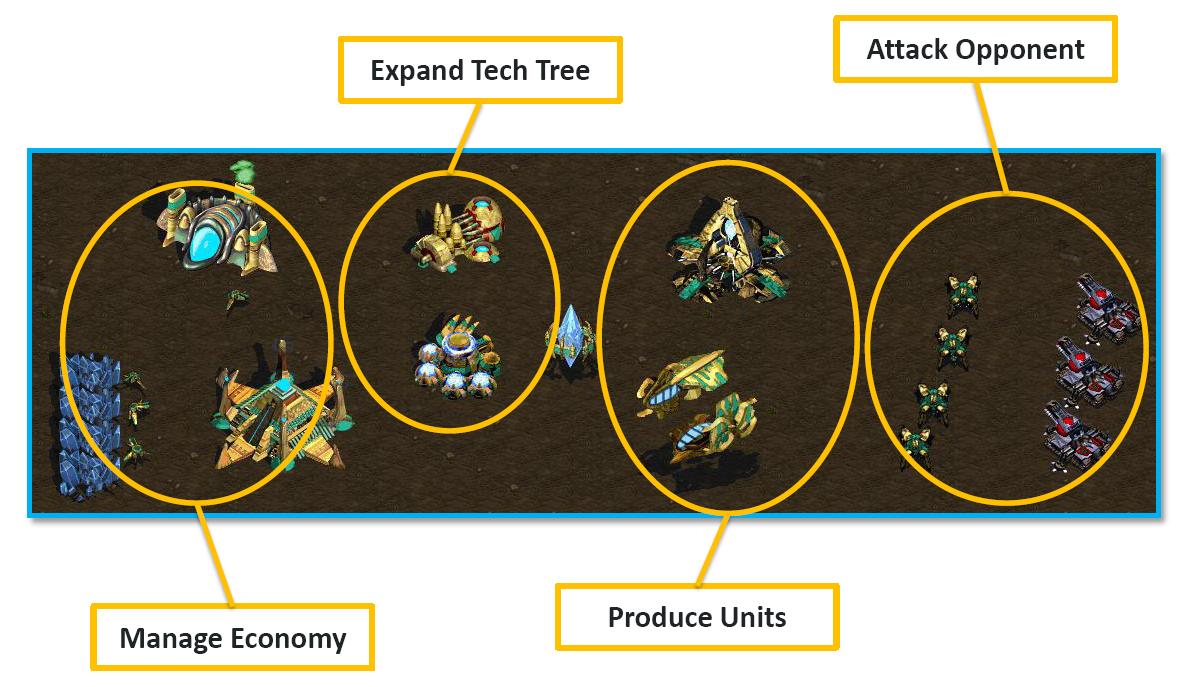 Attack Opponent
Expand Tech Tree
Produce Units
Manage Economy